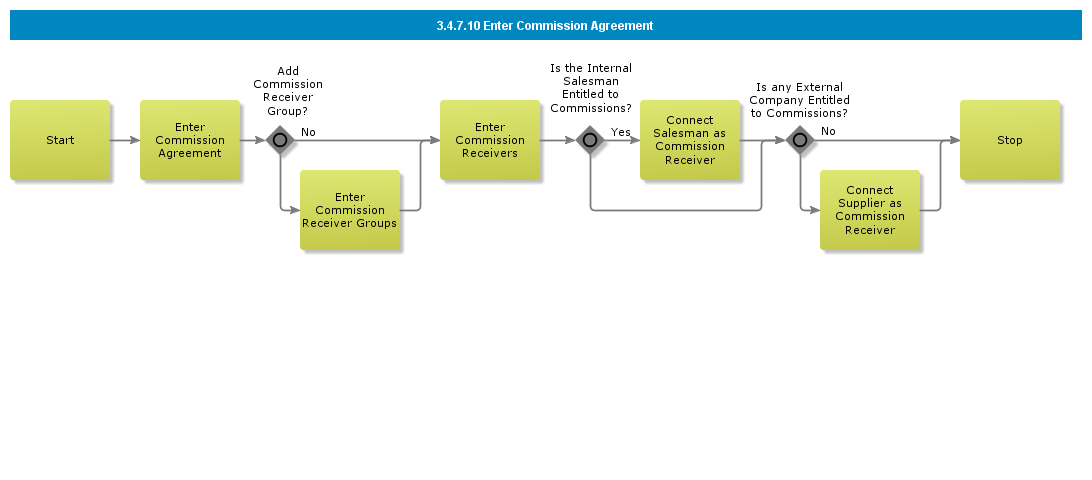 3.4.7.10 Enter Commission Agreement
Start
Enter
Commission
Agreement
Add
Commission
Receiver
Group?
No
Enter
Commission
Receiver Groups
Enter
Commission
Receivers
Is the Internal
Salesman
Entitled to
Commissions?
Yes
Connect
Salesman as
Commission
Receiver
Is any External
Company Entitled
to Commissions?
No
Connect
Supplier as
Commission
Receiver
Stop